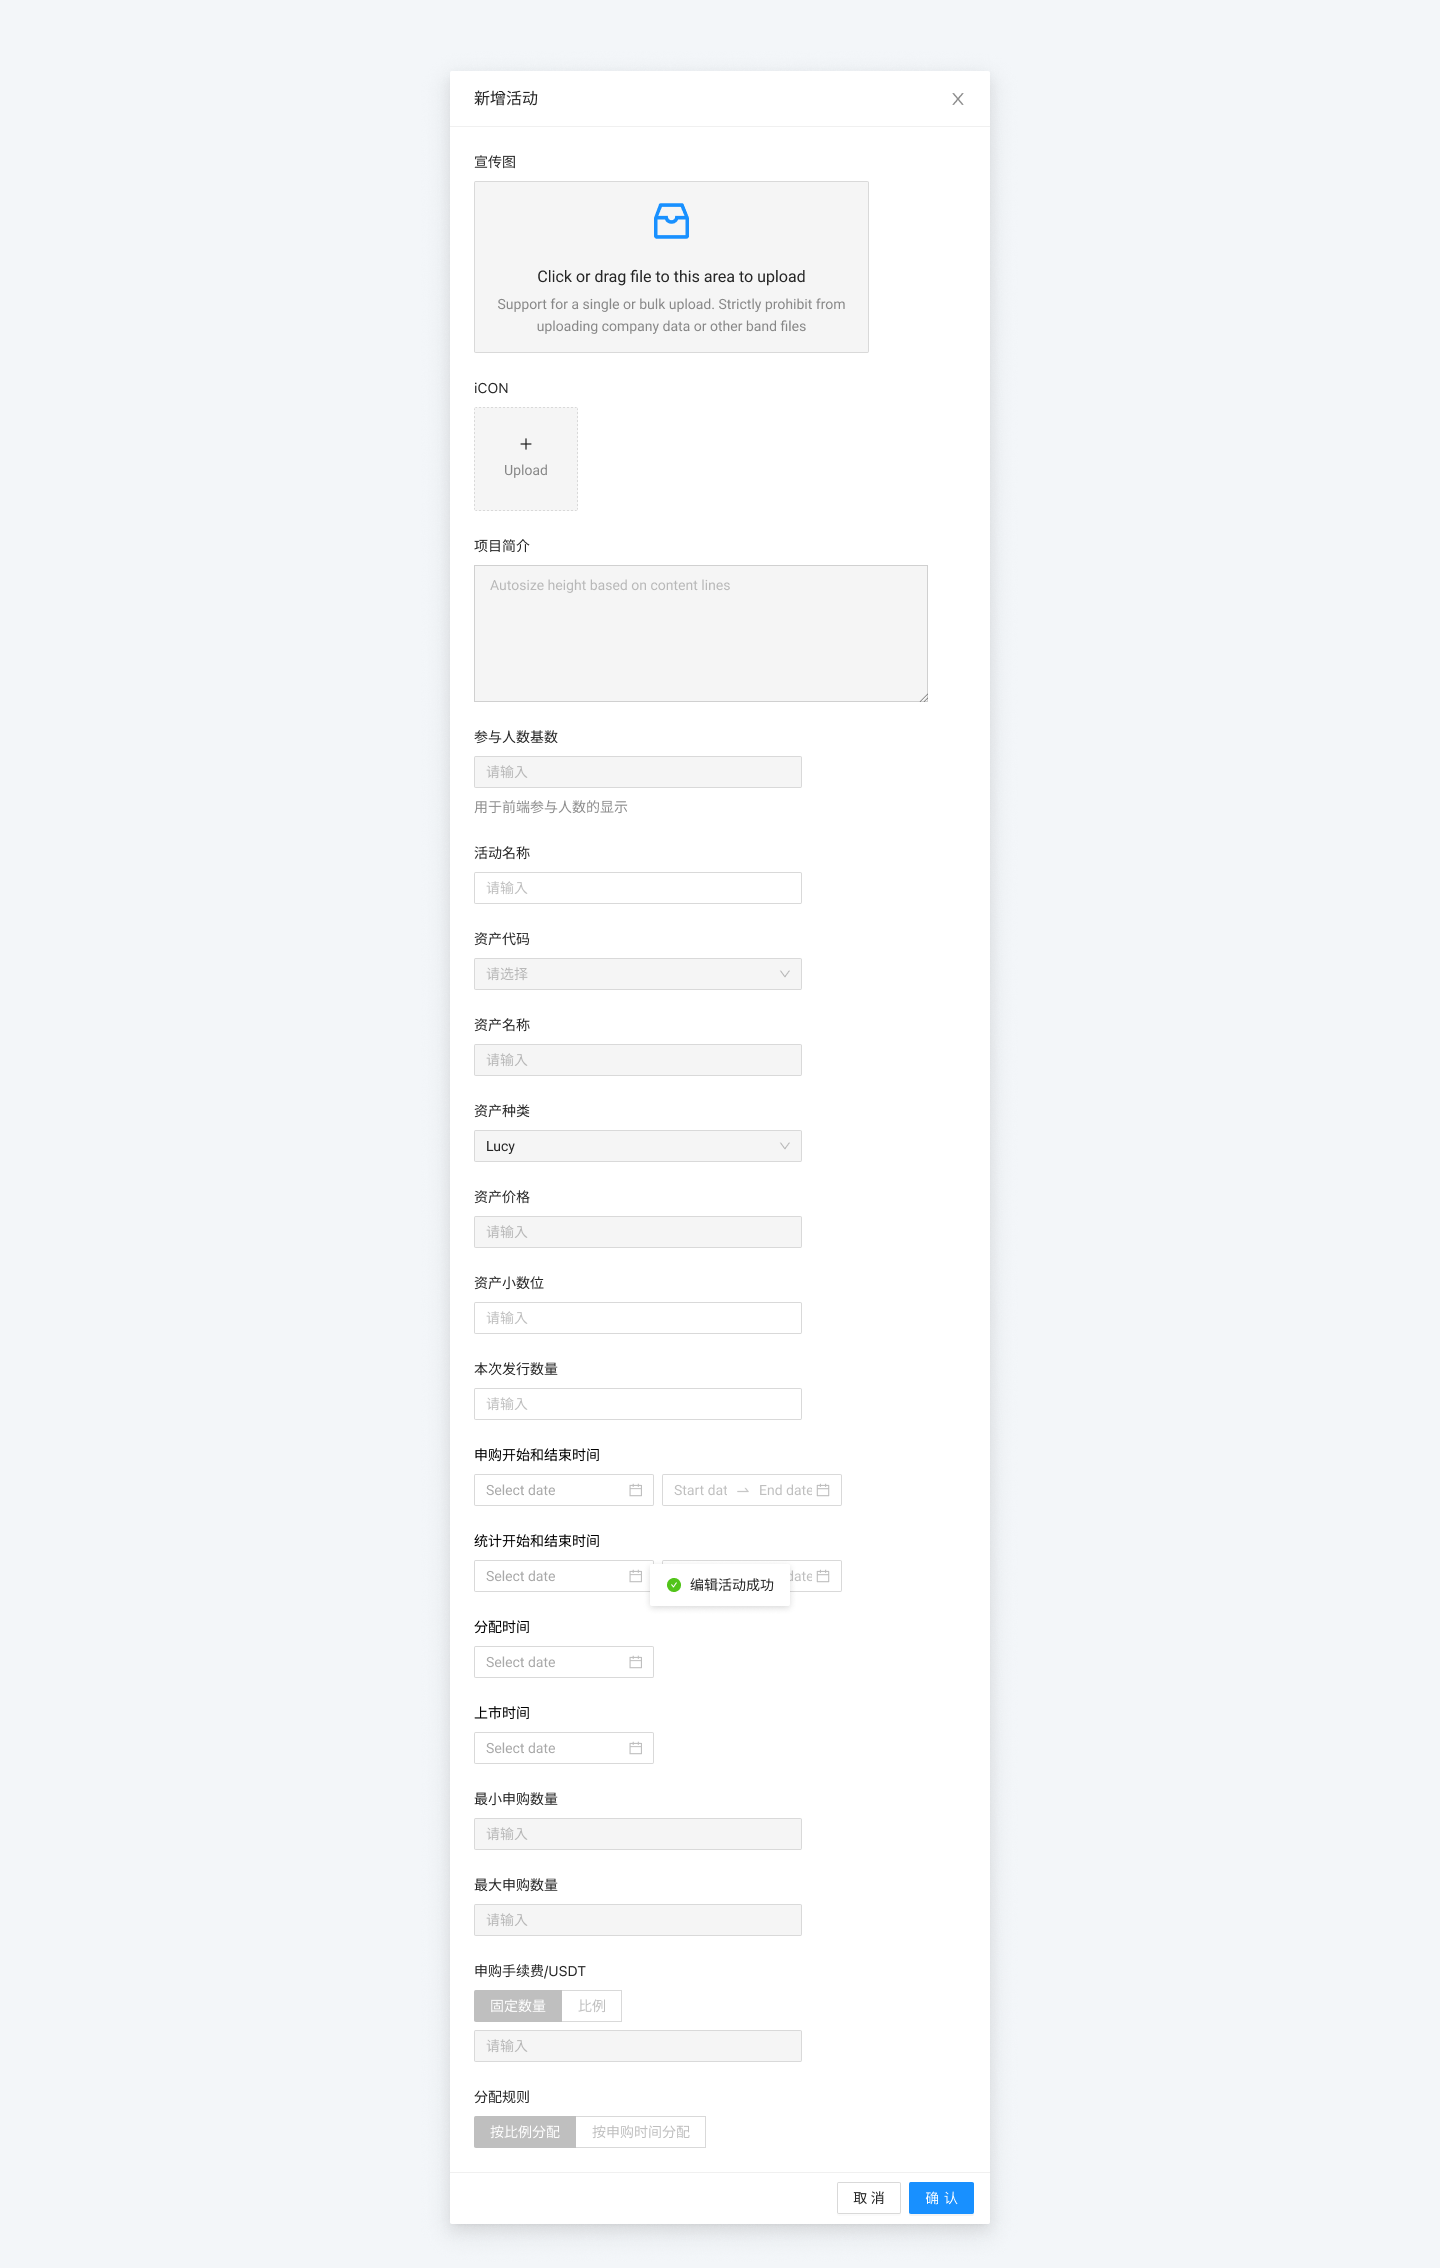 新增活动
宣传图
Click or drag file to this area to upload
Support for a single or bulk upload. Strictly prohibit from
uploading company data or other band files
iCON
Upload
项目简介
Autosize height based on content lines
参与人数基数
请输入
用于前端参与人数的显示
活动名称
请输入
资产代码
请选择
资产名称
请输入
资产种类
Lucy
资产价格
请输入
资产小数位
请输入
本次发行数量
请输入
申购开始和结束时间
Select date Start dat End date
统计开始和结束时间
Select date date
编辑活动成功
分配时间
Select date
上市时间
Select date
最小申购数量
请输入
最大申购数量
请输入
申购手续费/USDT
固定数量 比例
请输入
分配规则
按比例分配 按申购时间分配
取 消 确 认